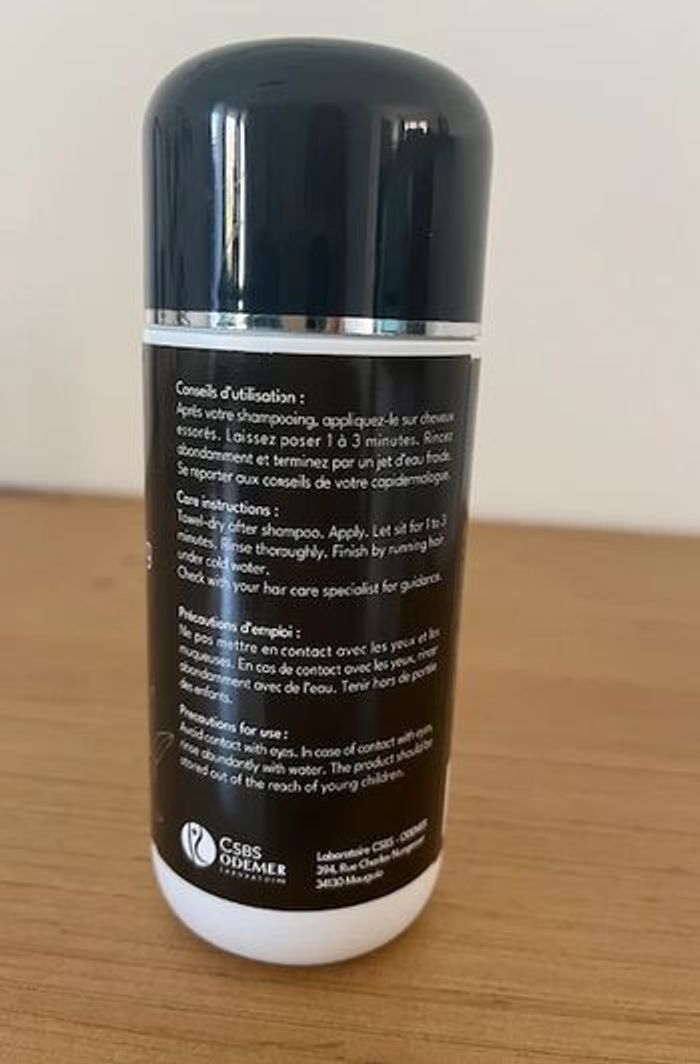 Conseils d'utilisation :
Après votre shampooing, appliquez-le sur cheveux
essorés. Laissez poser 1 à 3 minutes. Rincez
abondamment et terminez par un jet d'eau froide.
Se reporter aux conseils de votre capidermologue.
Care instructions :
Towel-dry after shampoo. Apply. Let sit for 1 to 3
minutes. Rinse thoroughly. Finish by running hair
under cold water.
Check with your hair care specialist for guidance.
Précautions d'emploi :
Ne pas mettre en contact avec les yeux et les
muqueuses. En cas de contact avec les yeux, rincer
abondamment avec de l'eau. Tenir hors de portée
des enfants.
Precautions for use :
Avoid contact with eyes. In case of contact with eyes,
rinse abundantly with water. The product should be
stored out of the reach of young children.
CSBS
ODEMER
LABORATOIRE
Laboratoire CSBS - ODEMER
394, Rue Charles Nungesser
34130 Mauguio